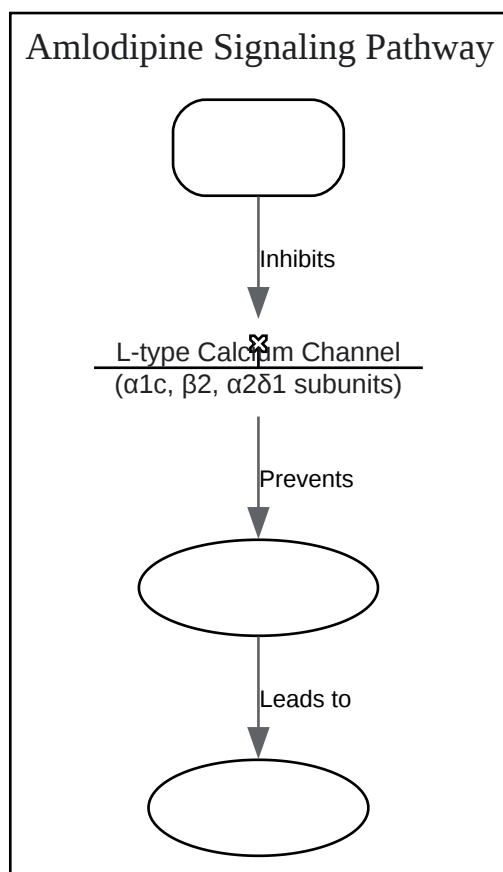 Amlodipine Signaling Pathway
Inhibits
L-type Calcium Channel
(α1c, β2, α2δ1 subunits)
Prevents
Leads to